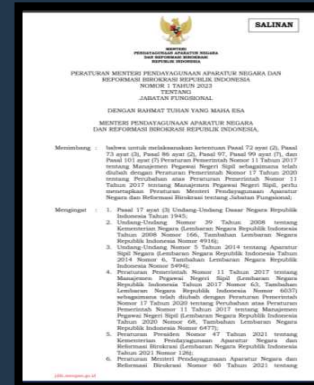 SALINAN
MENTERI
PENDAYAGUNAAN APARATUR NEGARA
DAN REFORMASI BIROKRASI
REPUBLIK INDONESIA
PERATURAN MENTERI PENDAYAGUNAAN APARATUR NEGARA DAN
REFORMASI BIROKRASI REPUBLIK INDONESIA
NOMOR 1 TAHUN 2023
TENTANG
JABATAN FUNGSIONAL
DENGAN RAHMAT TUHAN YANG MAHA ESA
MENTERI PENDAYAGUNAAN APARATUR NEGARA
DAN REFORMASI BIROKRASI REPUBLIK INDONESIA,
Menimbang : bahwa untuk melaksanakan ketentuan Pasal 72 ayat (2), Pasal
73 ayat (3), Pasal 86 ayat (2), Pasal 97, Pasal 99 ayat (7), dan
Pasal 101 ayat (7) Peraturan Pemerintah Nomor 11 Tahun 2017
tentang Manajemen Pegawai Negeri Sipil sebagaimana telah
diubah dengan Peraturan Pemerintah Nomor 17 Tahun 2020
tentang Perubahan atas Peraturan Pemerintah Nomor 11
Tahun 2017 tentang Manajemen Pegawai Negeri Sipil, perlu
menetapkan Peraturan Menteri Pendayagunaan Aparatur
Negara dan Reformasi Birokrasi tentang Jabatan Fungsional;
Mengingat : 1. Pasal 17 ayat (3) Undang-Undang Dasar Negara Republik
Indonesia Tahun 1945;
2. Undang-Undang Nomor 39 Tahun 2008 tentang
Kementerian Negara (Lembaran Negara Republik Indonesia
Tahun 2008 Nomor 166, Tambahan Lembaran Negara
Republik Indonesia Nomor 4916);
3. Undang-Undang Nomor 5 Tahun 2014 tentang Aparatur
Sipil Negara (Lembaran Negara Republik Indonesia Tahun
2014 Nomor 6, Tambahan Lembaran Negara Republik
Indonesia Nomor 5494);
4. Peraturan Pemerintah Nomor 11 Tahun 2017 tentang
Manajemen Pegawai Negeri Sipil (Lembaran Negara
Republik Indonesia Tahun 2017 Nomor 63, Tambahan
Lembaran Negara Republik Indonesia Nomor 6037)
sebagaimana telah diubah dengan Peraturan Pemerintah
Nomor 17 Tahun 2020 tentang Perubahan atas Peraturan
Pemerintah Nomor 11 Tahun 2017 tentang Manajemen
Pegawai Negeri Sipil (Lembaran Negara Republik Indonesia
Tahun 2020 Nomor 68, Tambahan Lembaran Negara
Republik Indonesia Nomor 6477);
5. Peraturan Presiden Nomor 47 Tahun 2021 tentang
Kementerian Pendayagunaan Aparatur Negara dan
Reformasi Birokrasi (Lembaran Negara Republik Indonesia
Tahun 2021 Nomor 126);
6. Peraturan Menteri Pendayagunaan Aparatur Negara dan
Reformasi Birokrasi Nomor 60 Tahun 2021 tentang
jdih.menpan.go.id